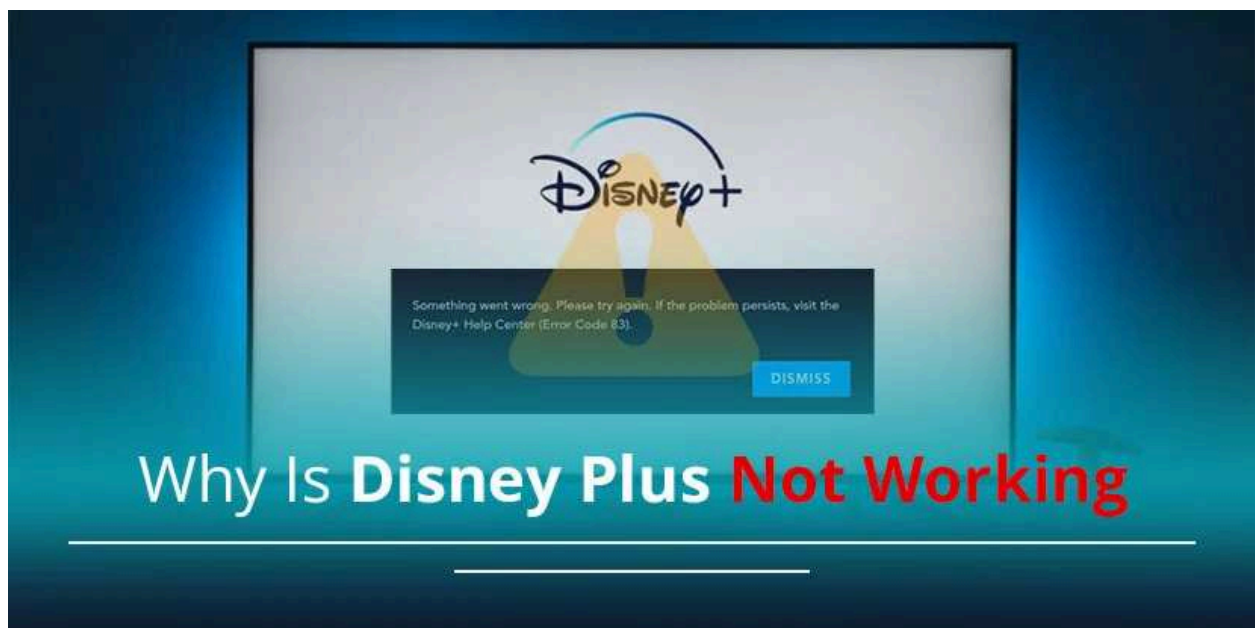 Disney+
Something went wrong. Please try again. If the problem persists, visit the
Disney+ Help Center (Error Code 83).
DISMISS
Why Is Disney Plus Not Working